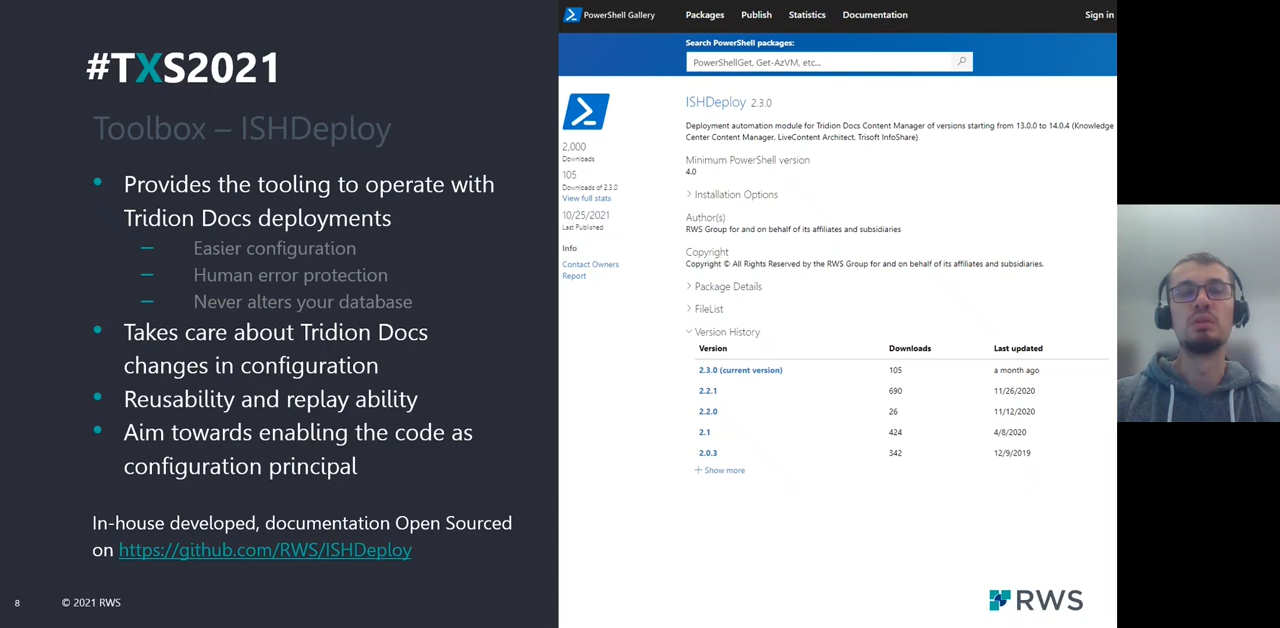 #TXS2021
Toolbox – ISHDeploy
• Provides the tooling to operate with
Tridion Docs deployments
– Easier configuration
– Human error protection
– Never alters your database
• Takes care about Tridion Docs
changes in configuration
• Reusability and replay ability
• Aim towards enabling the code as
configuration principal
In-house developed, documentation Open Sourced
on https://github.com/RWS/ISHDeploy
8 © 2021 RWS
PowerShell Gallery Packages Publish Statistics Documentation Sign in
Search PowerShell packages:
PowerShellGet, Get-AzVM, etc...
2,000
Downloads
105
Downloads of 2.3.0
View full stats
10/25/2021
Last Published
Info
Contact Owners
Report
ISHDeploy 2.3.0
Deployment automation module for Tridion Docs Content Manager of versions starting from 13.0.0 to 14.0.4 (Knowledge
Center Content Manager, LiveContent Architect, Trisoft InfoShare)
Minimum PowerShell version
4.0
Installation Options
Author(s)
RWS Group for and on behalf of its affiliates and subsidiaries
Copyright
Copyright © All Rights Reserved by the RWS Group for and on behalf of its affiliates and subsidiaries.
Package Details
FileList
Version History
Version Downloads Last updated
2.3.0 (current version) 105 a month ago
2.2.1 690 11/26/2020
2.2.0 26 11/12/2020
2.1 424 4/8/2020
2.0.3 342 12/9/2019
+ Show more
RWS